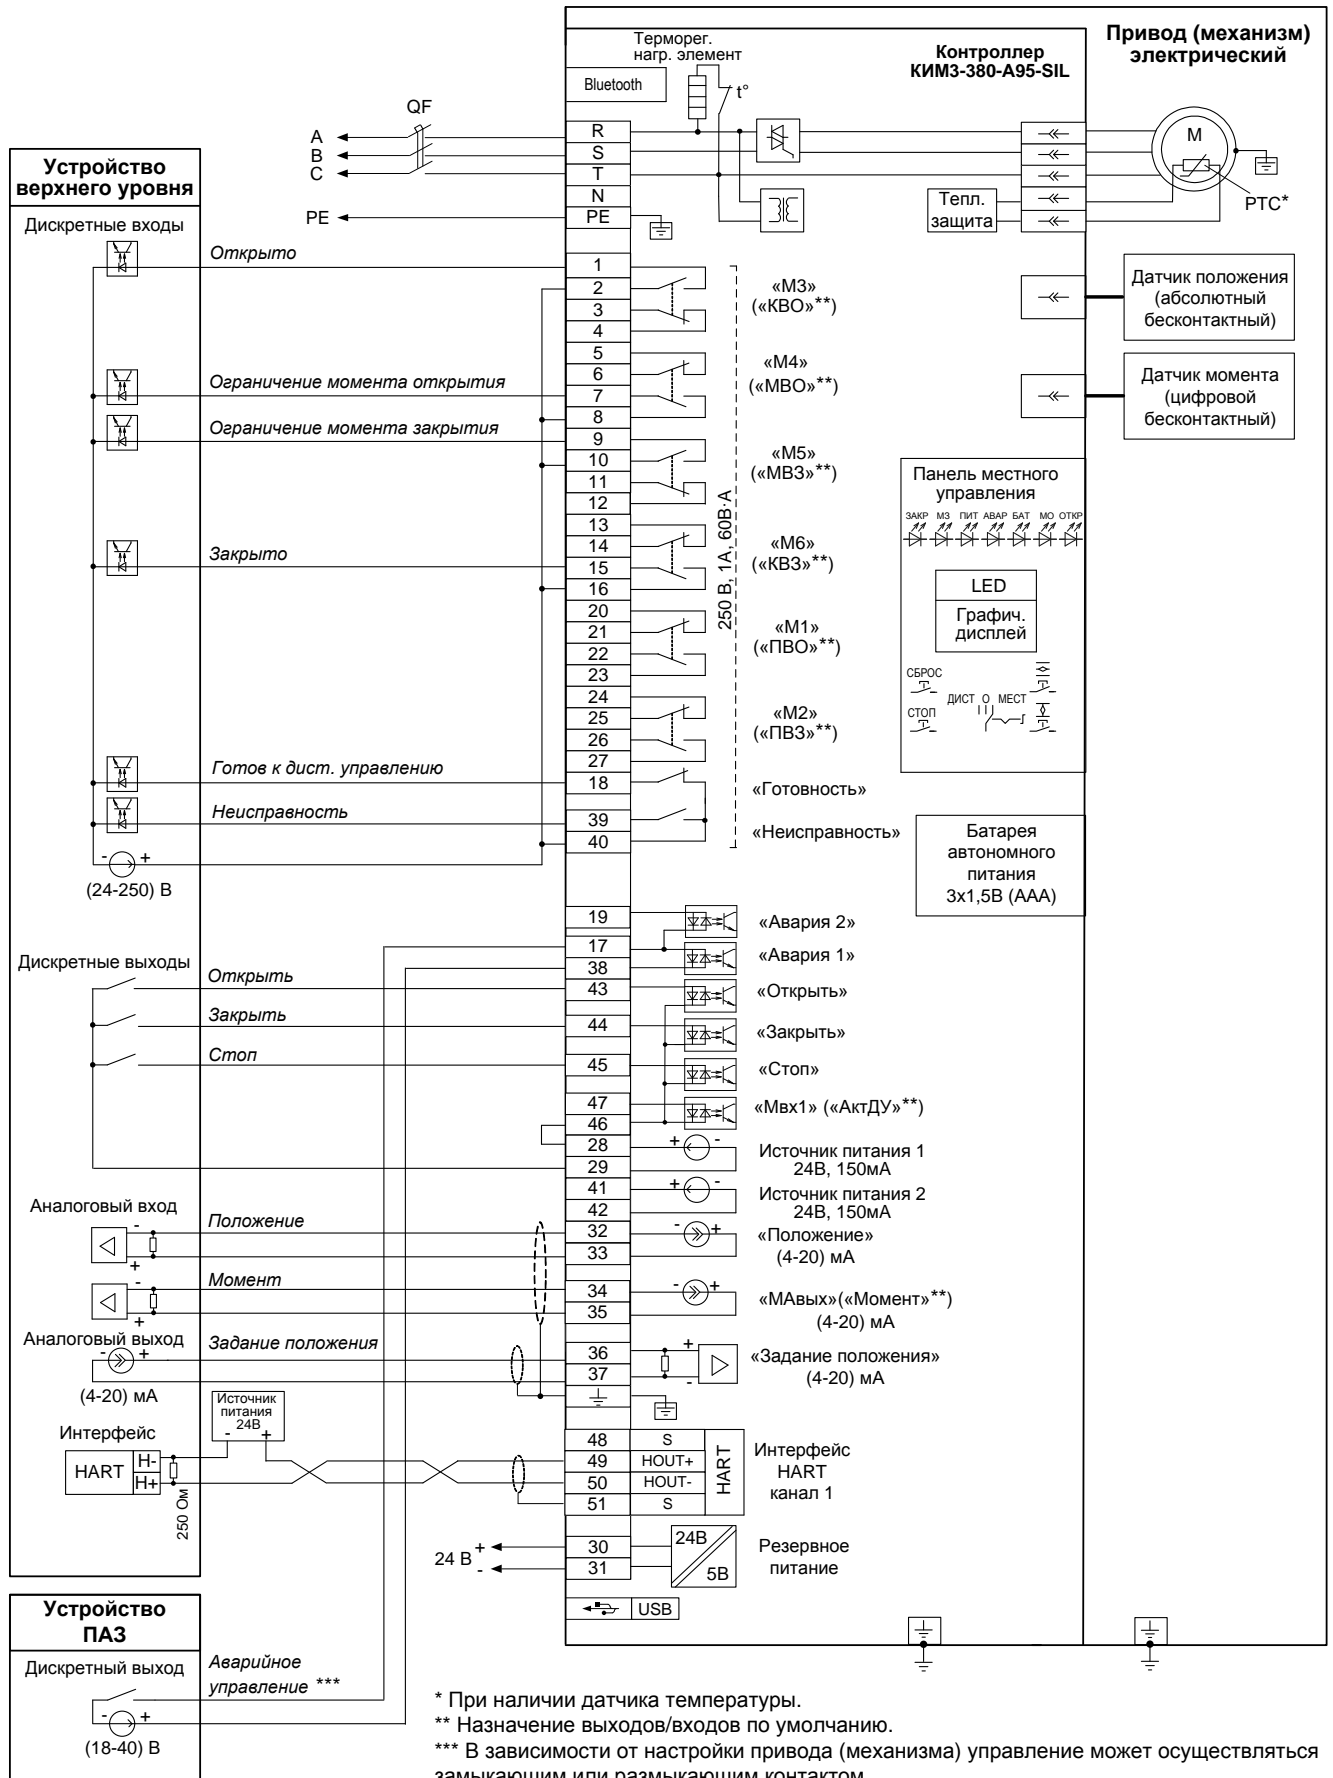 Привод (механизм)
электрический
Контроллер
КИМ3-380-А95-SIL
Терморег.
нагр. элемент
Bluetooth
t°
QF
A
B
C
PE
R
S
T
N
PE
M
PTC*
Тепл.
защита
Устройство
верхнего уровня
Дискретные входы
Открыто
1
2
3
4
«М3»
(«КВО»**)
Датчик положения
(абсолютный
бесконтактный)
Ограничение момента открытия
5
6
7
8
«М4»
(«МВО»**)
Датчик момента
(цифровой
бесконтактный)
Ограничение момента закрытия
9
10
11
12
«М5»
(«МВЗ»**)
Закрыто
13
14
15
16
«М6»
(«КВЗ»**)
250 В, 1А, 60В·А
20
21
22
23
«М1»
(«ПВО»**)
24
25
26
27
«М2»
(«ПВЗ»**)
Панель местного
управления
ЗАКР МЗ ПИТ АВАР БАТ МО ОТКР
LED
Графич.
дисплей
СБРОС
СТОП
ДИСТ О МЕСТ
Готов к дист. управлению
18
«Готовность»
Неисправность
39
40
«Неисправность»
- +
(24-250) В
Батарея
автономного
питания
3х1,5В (ААА)
19
«Авария 2»
17
38
«Авария 1»
Дискретные выходы
Открыть
43
«Открыть»
Закрыть
44
«Закрыть»
Стоп
45
«Стоп»
47
46
«Мвх1» («АктДУ»**)
28
29
+ -
Источник питания 1
24В, 150мА
41
42
+ -
Источник питания 2
24В, 150мА
Аналоговый вход
-
+
Положение
32
33
- +
«Положение»
(4-20) мА
-
+
Момент
34
35
- +
«МАвых»(«Момент»**)
(4-20) мА
Аналоговый выход
- +
(4-20) мА
Задание положения
36
37
+
-
«Задание положения»
(4-20) мА
Интерфейс
HART
H-
H+
250 Ом
Источник
питания
24В
- +
48 S
49 HOUT+
50 HOUT-
51 S
HART
Интерфейс
HART
канал 1
24 В
+
-
30
31
24В
5В
Резервное
питание
USB
Устройство
ПАЗ
Дискретный выход
- +
(18-40) В
Аварийное
управление ***
* При наличии датчика температуры.
** Назначение выходов/входов по умолчанию.
*** В зависимости от настройки привода (механизма) управление может осуществляться
замыкающим или размыкающим контактом